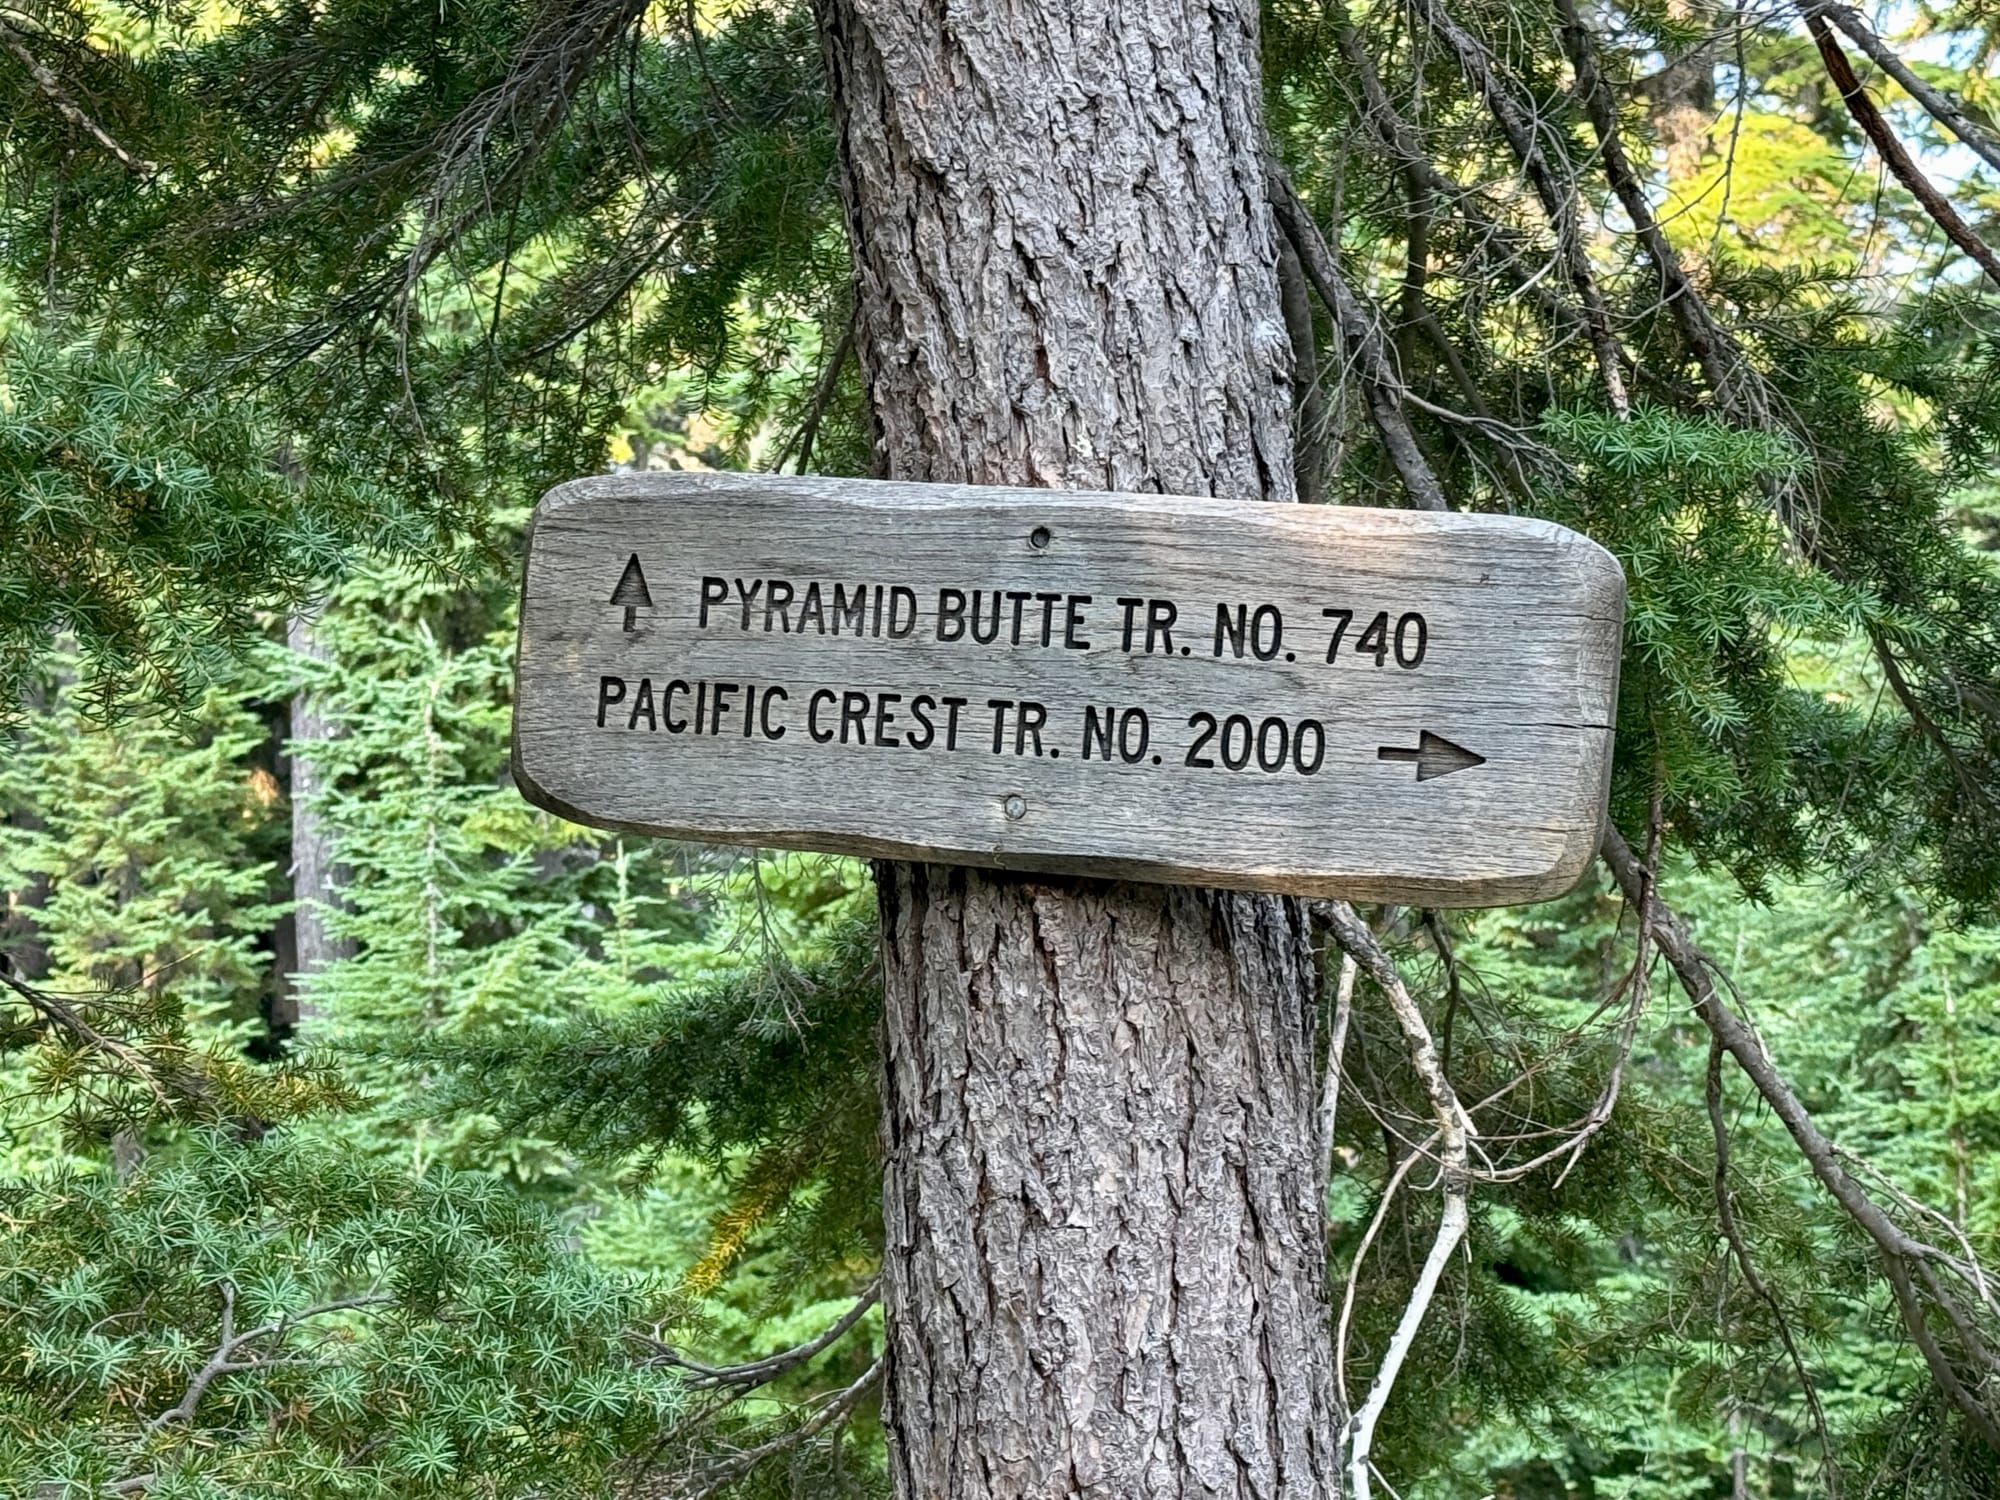 ↑ PYRAMID BUTTE TR. NO. 740
PACIFIC CREST TR. NO. 2000 →